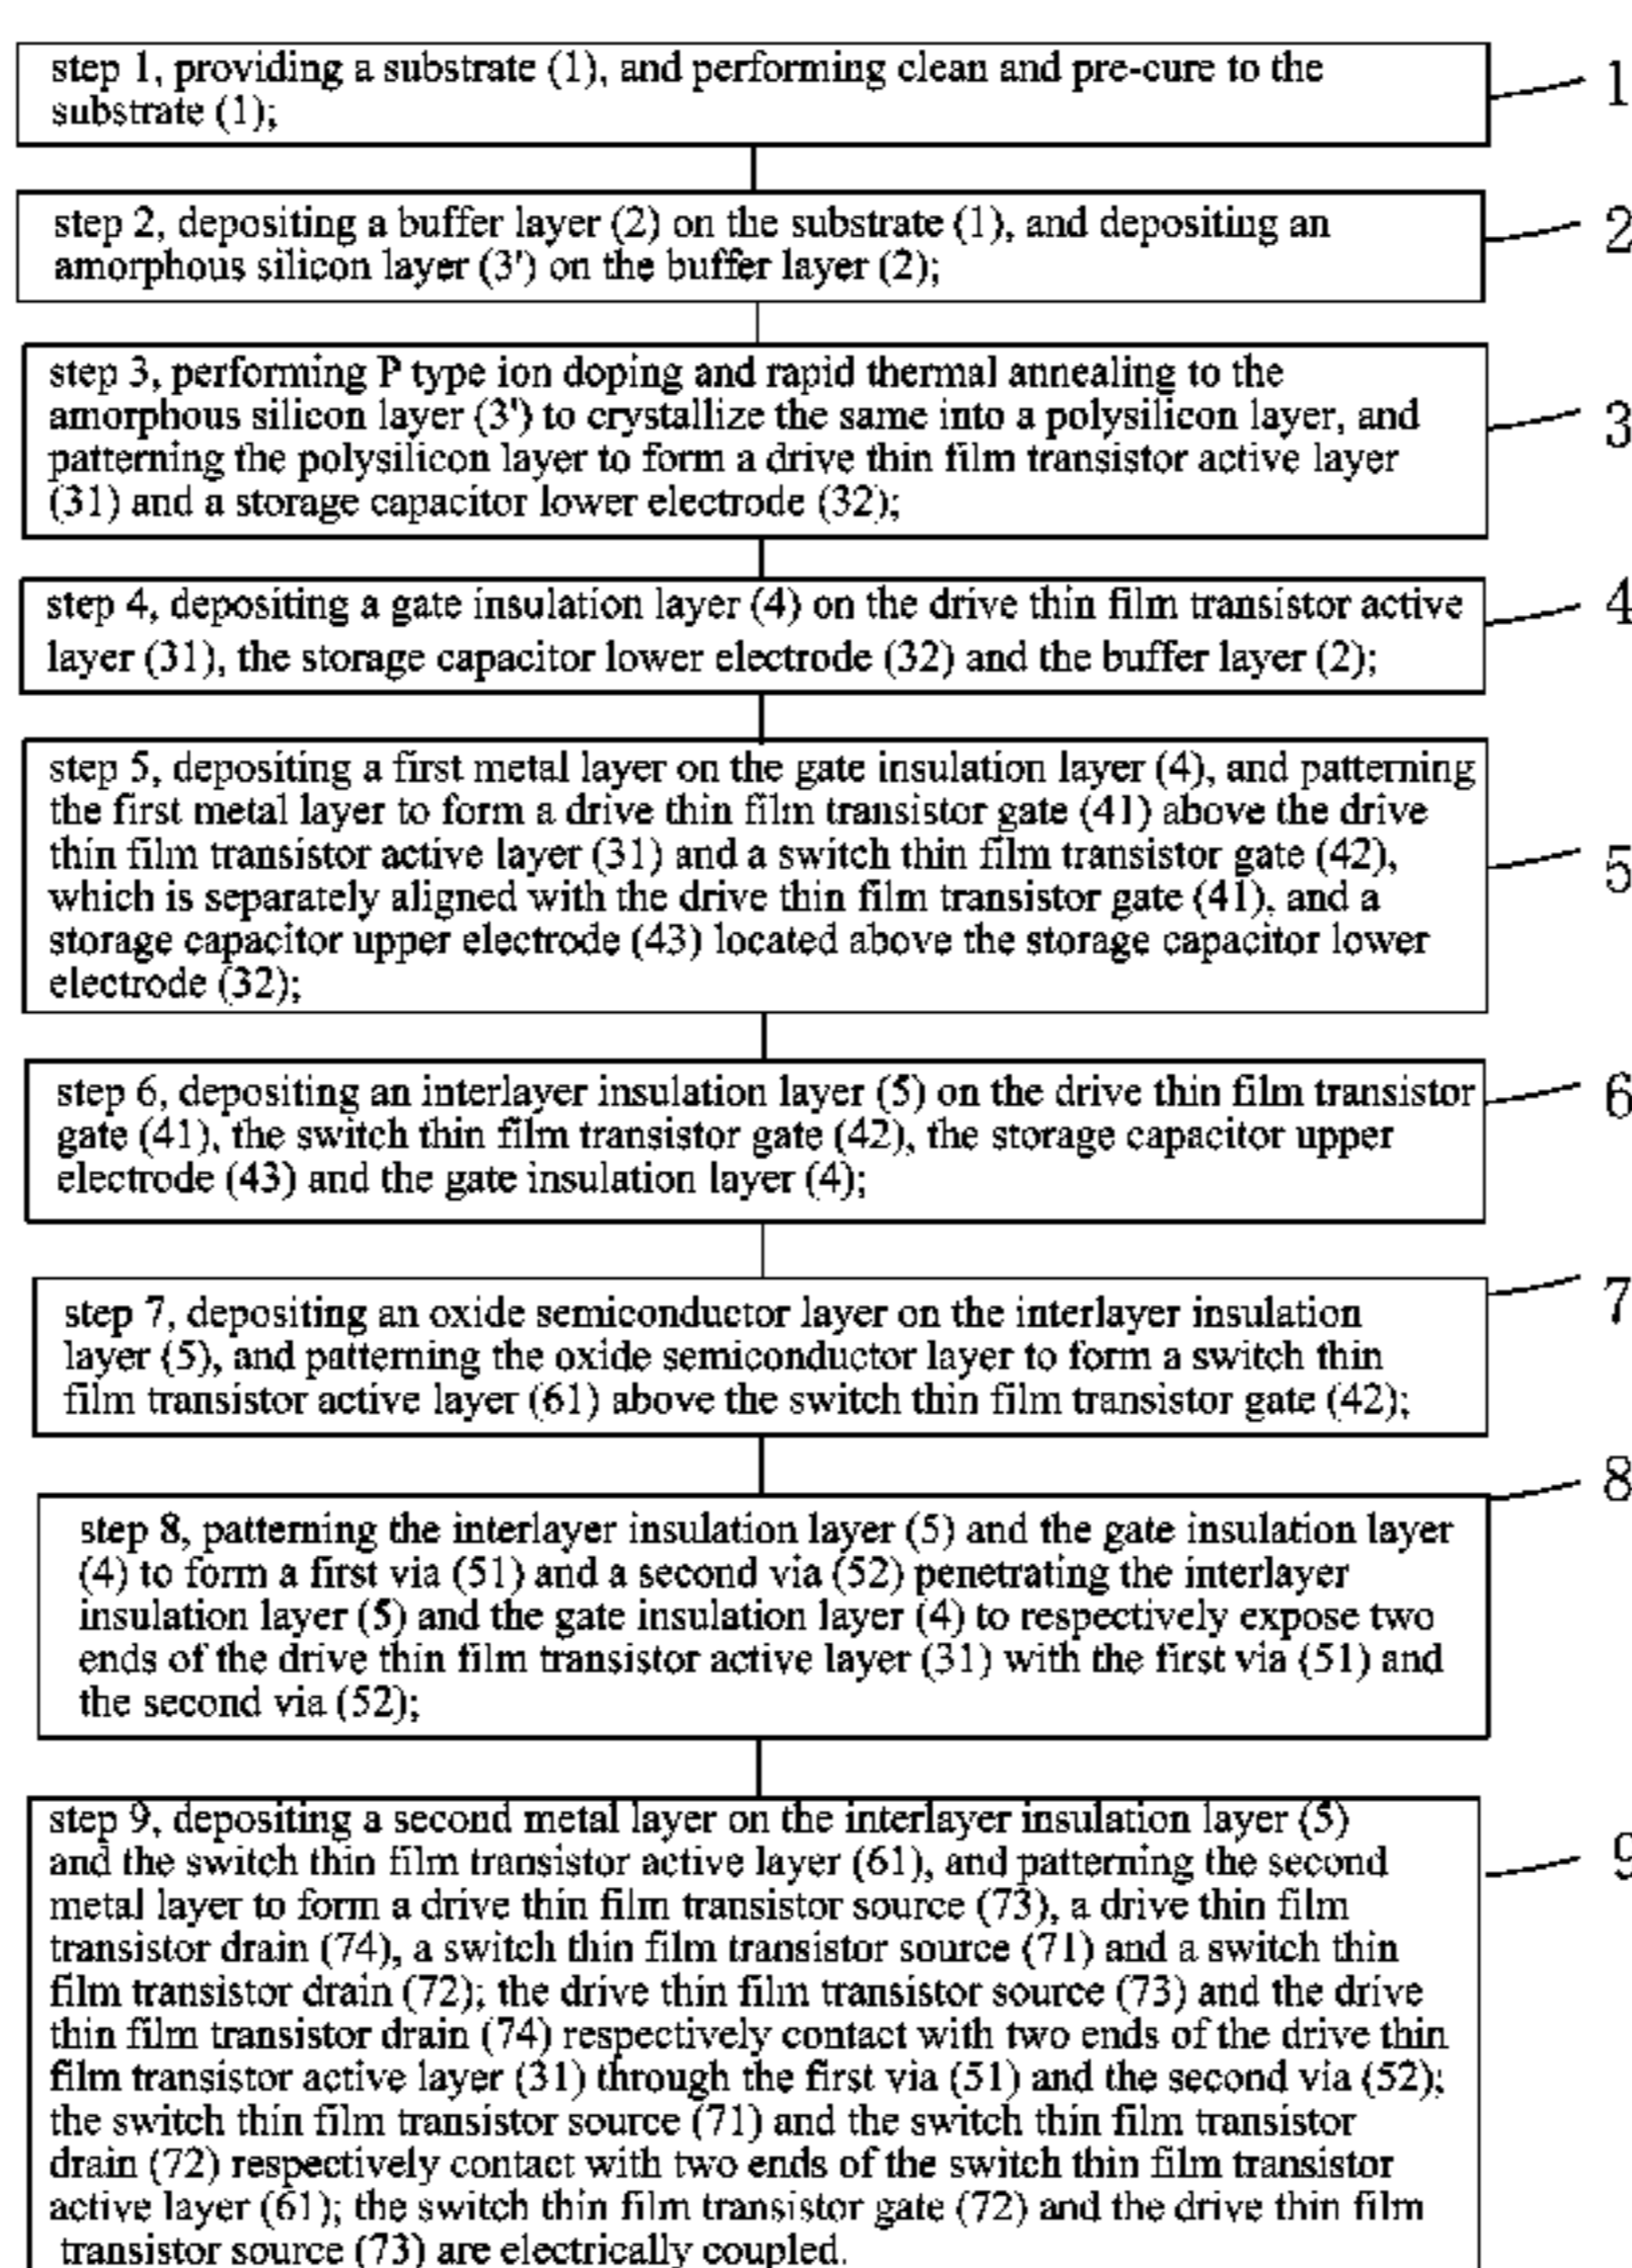 step 1, providing a substrate (1), and performing clean and pre-cure to the
substrate (1);
1
step 2, depositing a buffer layer (2) on the substrate (1), and depositing an
amorphous silicon layer (3') on the buffer layer (2);
2
step 3, performing P type ion doping and rapid thermal annealing to the
amorphous silicon layer (3') to crystallize the same into a polysilicon layer, and
patterning the polysilicon layer to form a drive thin film transistor active layer
(31) and a storage capacitor lower electrode (32);
3
step 4, depositing a gate insulation layer (4) on the drive thin film transistor active
layer (31), the storage capacitor lower electrode (32) and the buffer layer (2);
4
step 5, depositing a first metal layer on the gate insulation layer (4), and patterning
the first metal layer to form a drive thin film transistor gate (41) above the drive
thin film transistor active layer (31) and a switch thin film transistor gate (42),
which is separately aligned with the drive thin film transistor gate (41), and a
storage capacitor upper electrode (43) located above the storage capacitor lower
electrode (32);
5
step 6, depositing an interlayer insulation layer (5) on the drive thin film transistor
gate (41), the switch thin film transistor gate (42), the storage capacitor upper
electrode (43) and the gate insulation layer (4);
6
step 7, depositing an oxide semiconductor layer on the interlayer insulation
layer (5), and patterning the oxide semiconductor layer to form a switch thin
film transistor active layer (61) above the switch thin film transistor gate (42);
7
step 8, patterning the interlayer insulation layer (5) and the gate insulation layer
(4) to form a first via (51) and a second via (52) penetrating the interlayer
insulation layer (5) and the gate insulation layer (4) to respectively expose two
ends of the drive thin film transistor active layer (31) with the first via (51) and
the second via (52);
8
step 9, depositing a second metal layer on the interlayer insulation layer (5)
and the switch thin film transistor active layer (61), and patterning the second
metal layer to form a drive thin film transistor source (73), a drive thin film
transistor drain (74), a switch thin film transistor source (71) and a switch thin
film transistor drain (72); the drive thin film transistor source (73) and the drive
thin film transistor drain (74) respectively contact with two ends of the drive thin
film transistor active layer (31) through the first via (51) and the second via (52);
the switch thin film transistor source (71) and the switch thin film transistor
drain (72) respectively contact with two ends of the switch thin film transistor
active layer (61); the switch thin film transistor gate (72) and the drive thin film
transistor source (73) are electrically coupled.
9